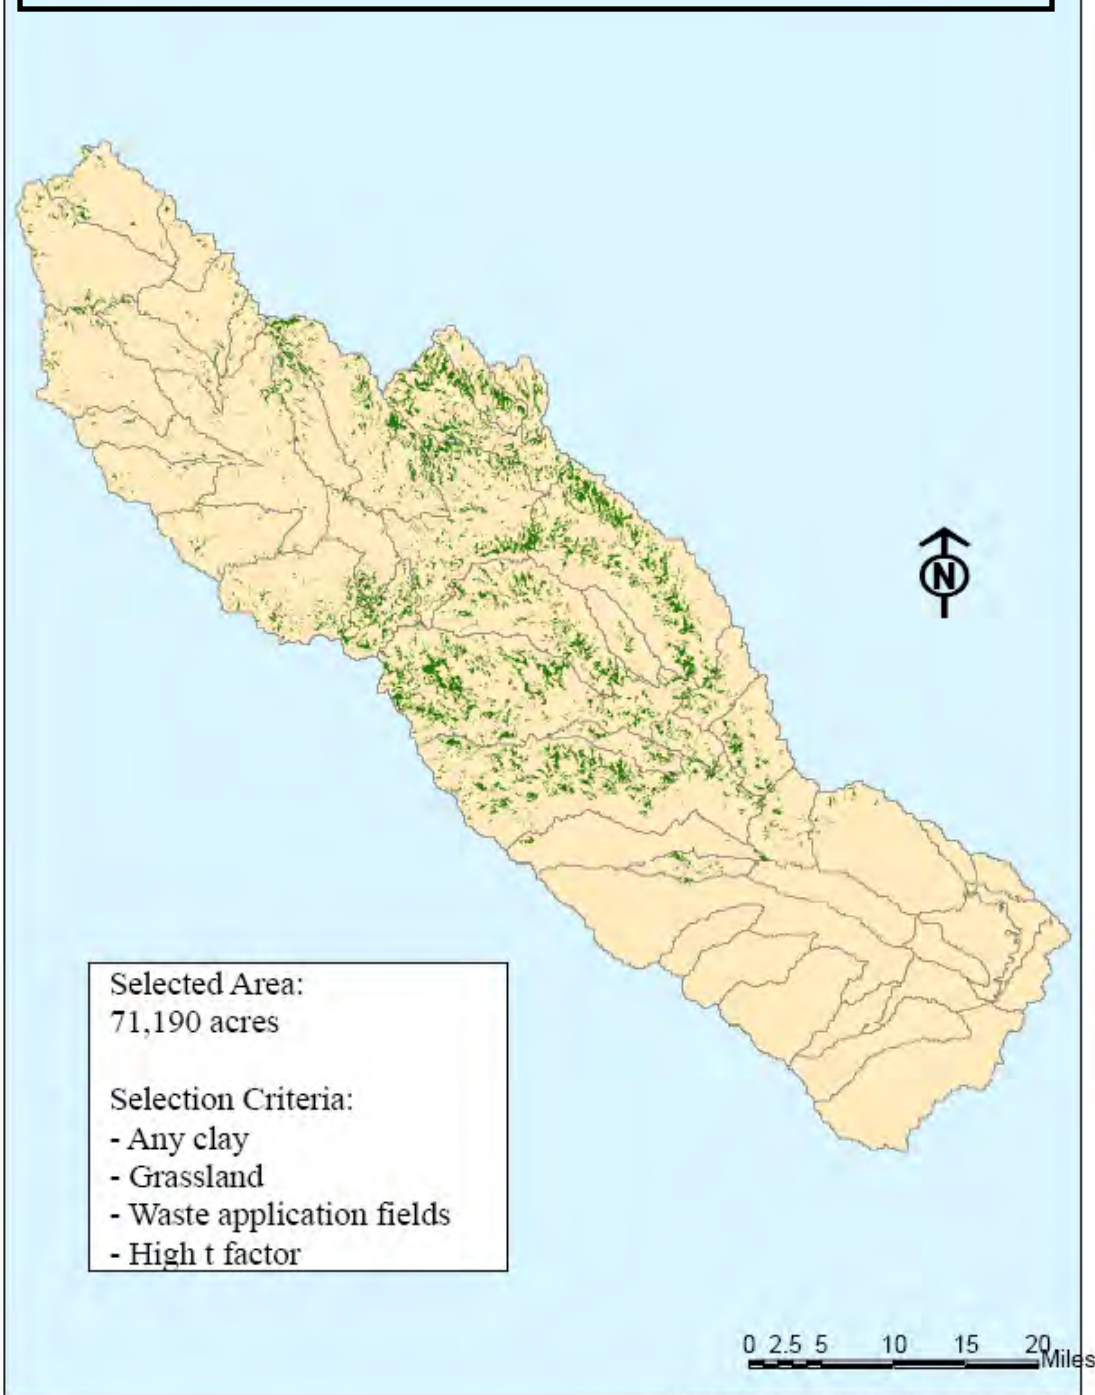 N
Selected Area:
71,190 acres
Selection Criteria:
- Any clay
- Grassland
- Waste application fields
- High t factor
0 2.5 5 10 15 20
Miles